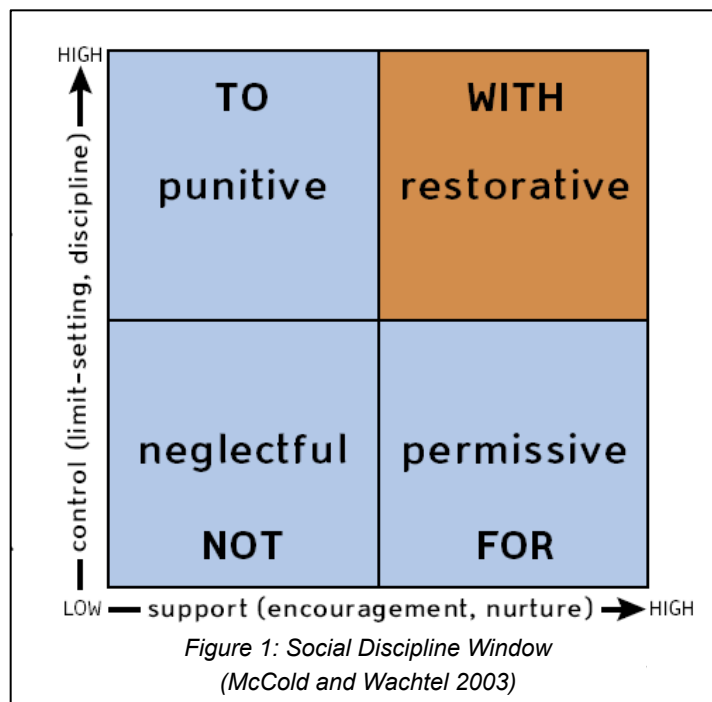 HIGH
TO
WITH
punitive
restorative
control (limit-setting, discipline)
neglectful
permissive
NOT
FOR
LOW
support (encouragement, nurture)
HIGH
Figure 1: Social Discipline Window
(McCold and Wachtel 2003)